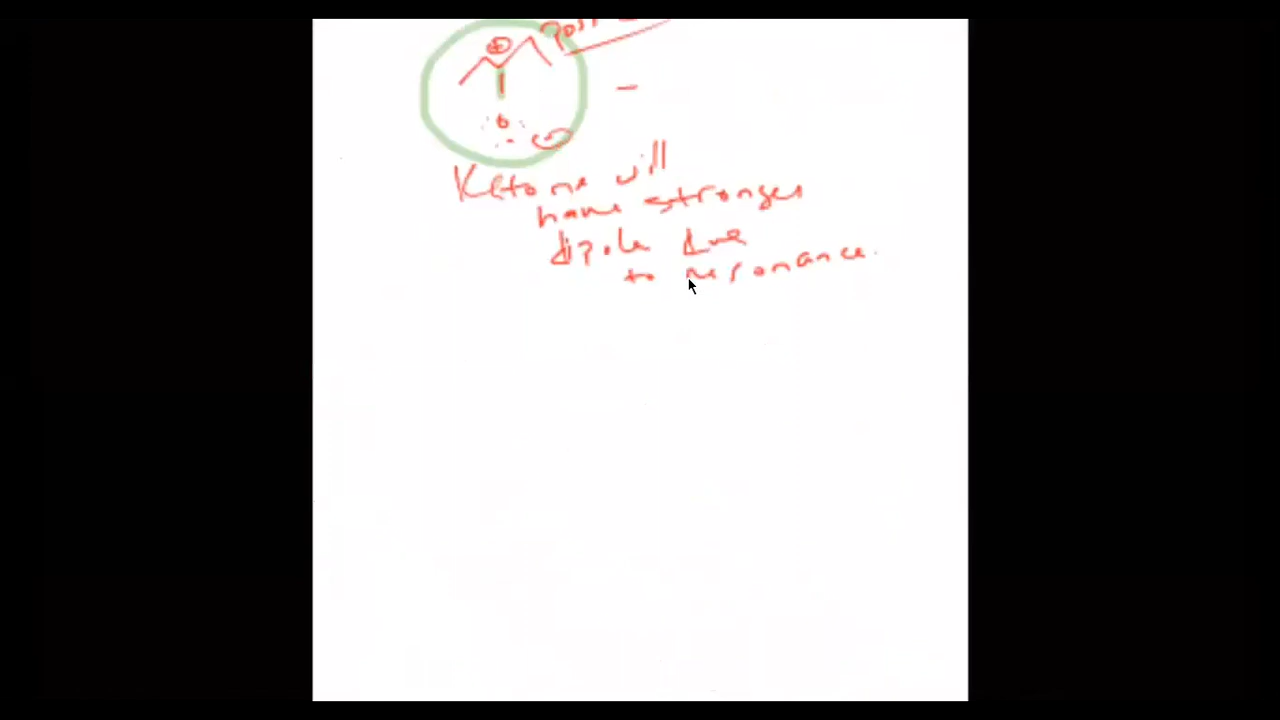 Ketone will
have stronger
dipole due
to resonance.